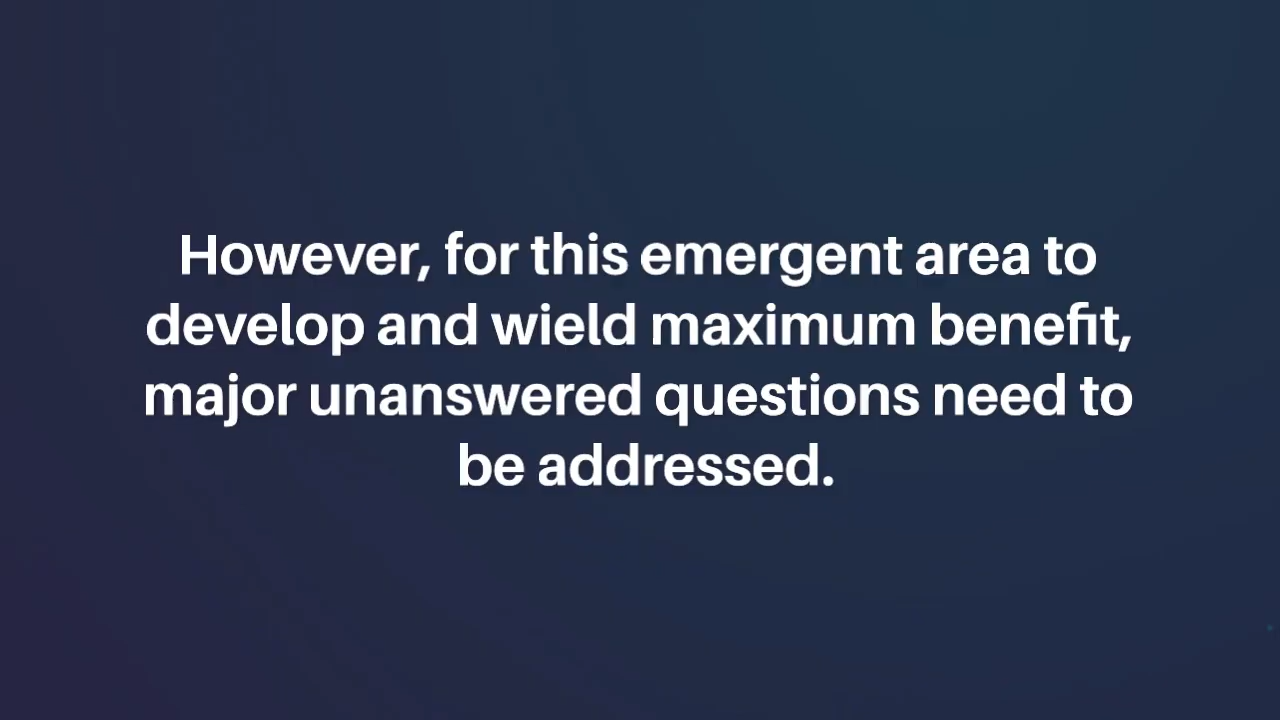 However, for this emergent area to
develop and wield maximum benefit,
major unanswered questions need to
be addressed.